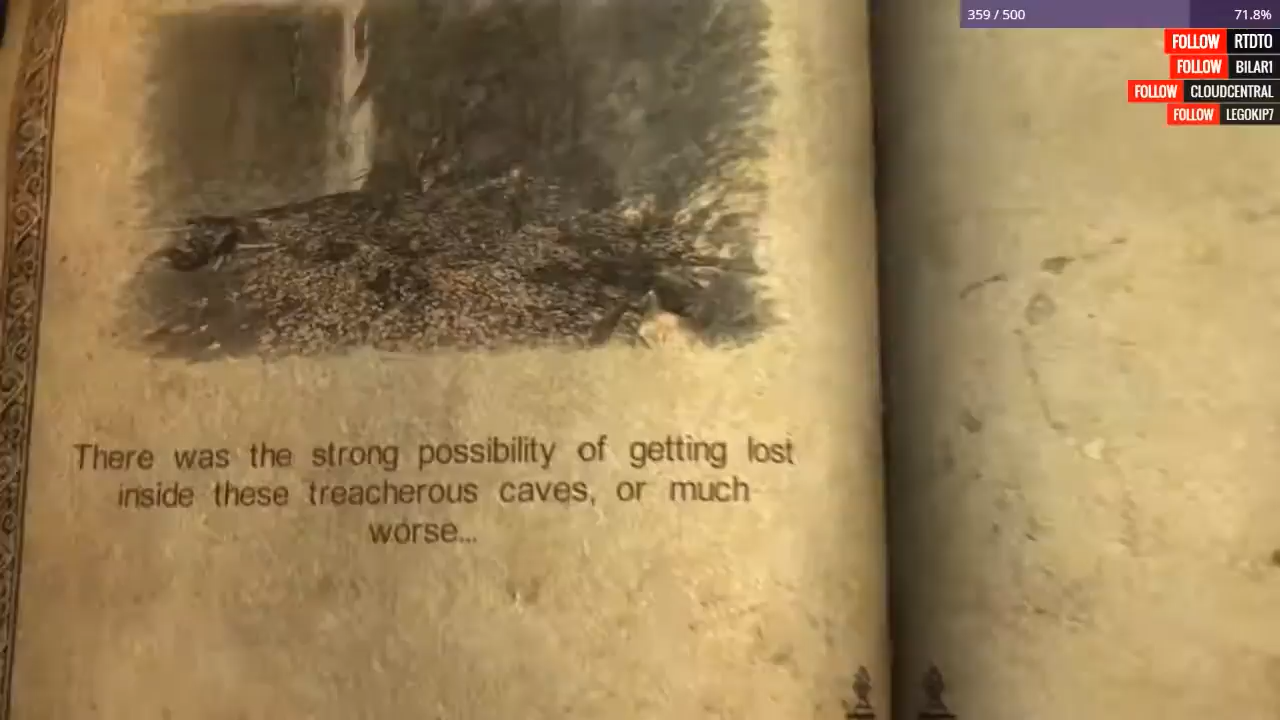 359 / 500 71.8%
FOLLOW RTDTO
FOLLOW BILAR1
FOLLOW CLOUDCENTRAL
FOLLOW LEGOKIP7
There was the strong possibility of getting lost
inside these treacherous caves, or much
worse...